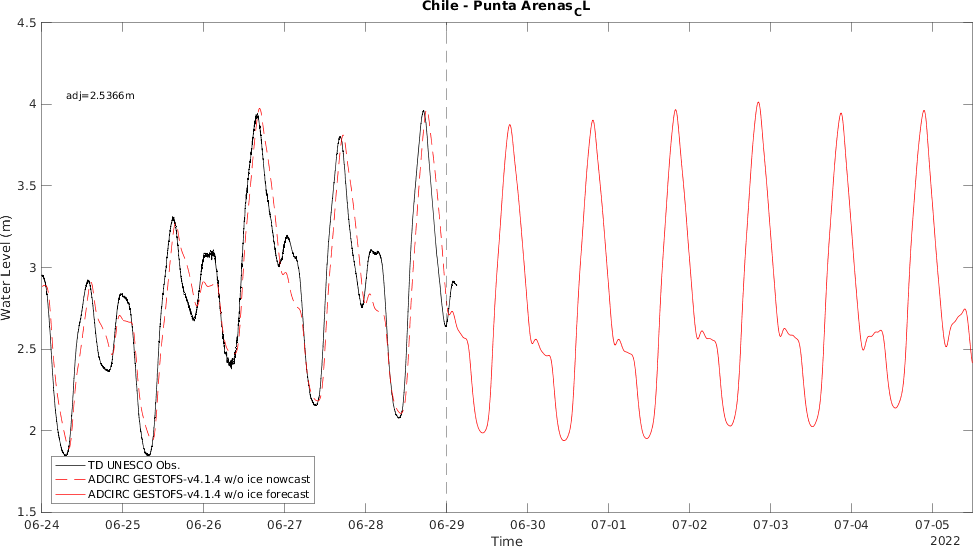 Chile - Punta Arenas_CL
4.5
adj=2.5366m
4
3.5
3
Water Level (m)
2.5
2
TD UNESCO Obs.
ADCIRC GESTOFS-v4.1.4 w/o ice nowcast
ADCIRC GESTOFS-v4.1.4 w/o ice forecast
1.5
06-24 06-25 06-26 06-27 06-28 06-29 06-30 07-01 07-02 07-03 07-04 07-05
Time
2022